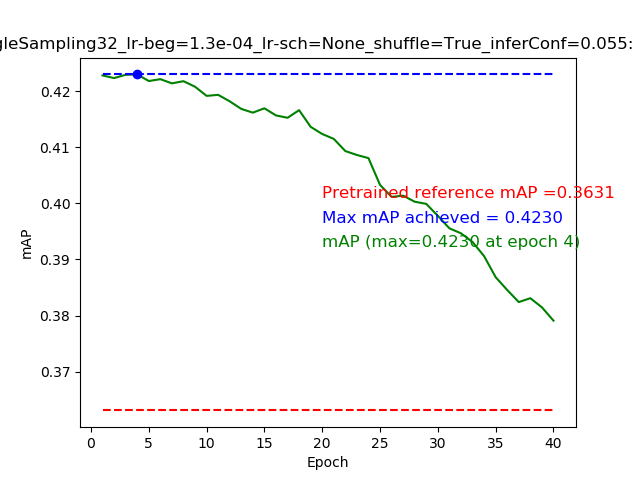 gleSampling32_lr-beg=1.3e-04_lr-sch=None_shuffle=True_inferConf=0.055:
0.42
0.41
0.40
0.39
0.38
0.37
mAP
Pretrained reference mAP =0.3631
Max mAP achieved = 0.4230
mAP (max=0.4230 at epoch 4)
0 5 10 15 20 25 30 35 40
Epoch